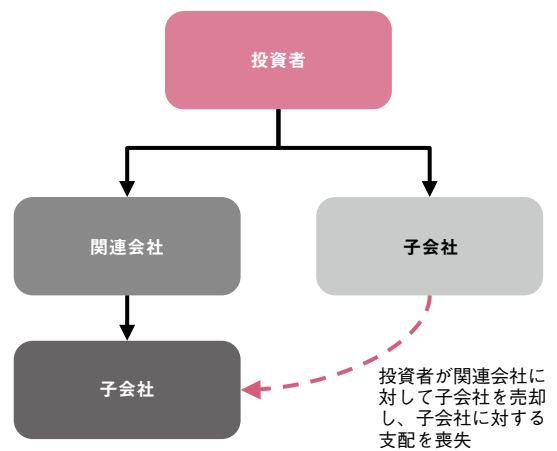 投資者
関連会社
子会社
子会社
投資者が関連会社に
対して子会社を売却
し、子会社に対する
支配を喪失